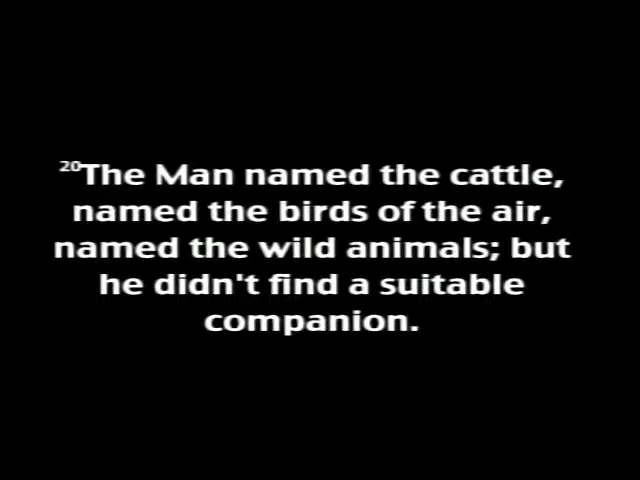 ²⁰The Man named the cattle,
named the birds of the air,
named the wild animals; but
he didn't find a suitable
companion.